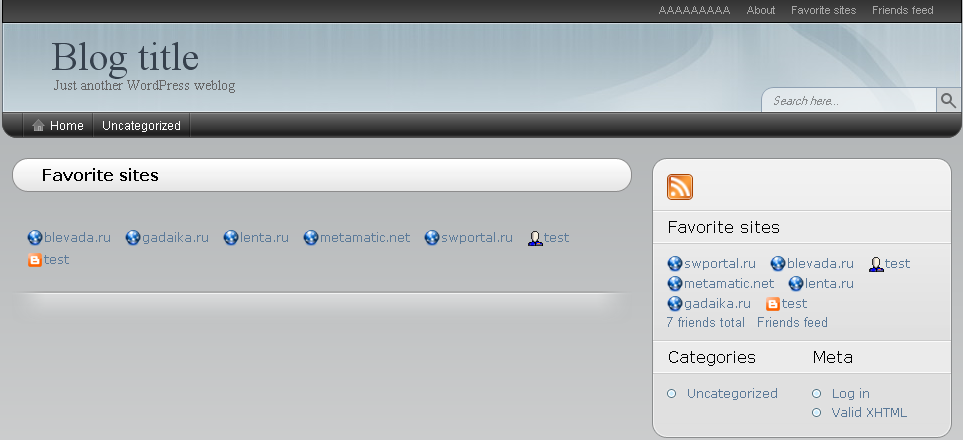 AAAAAAAAA About Favorite sites Friends feed
Blog title
Just another WordPress weblog
Search here...
Home Uncategorized
Favorite sites
blevada.ru gadaika.ru lenta.ru metamatic.net swportal.ru test
test
Favorite sites
swportal.ru blevada.ru test
metamatic.net lenta.ru
gadaika.ru test
7 friends total Friends feed
Categories Meta
Uncategorized Log in
Valid XHTML